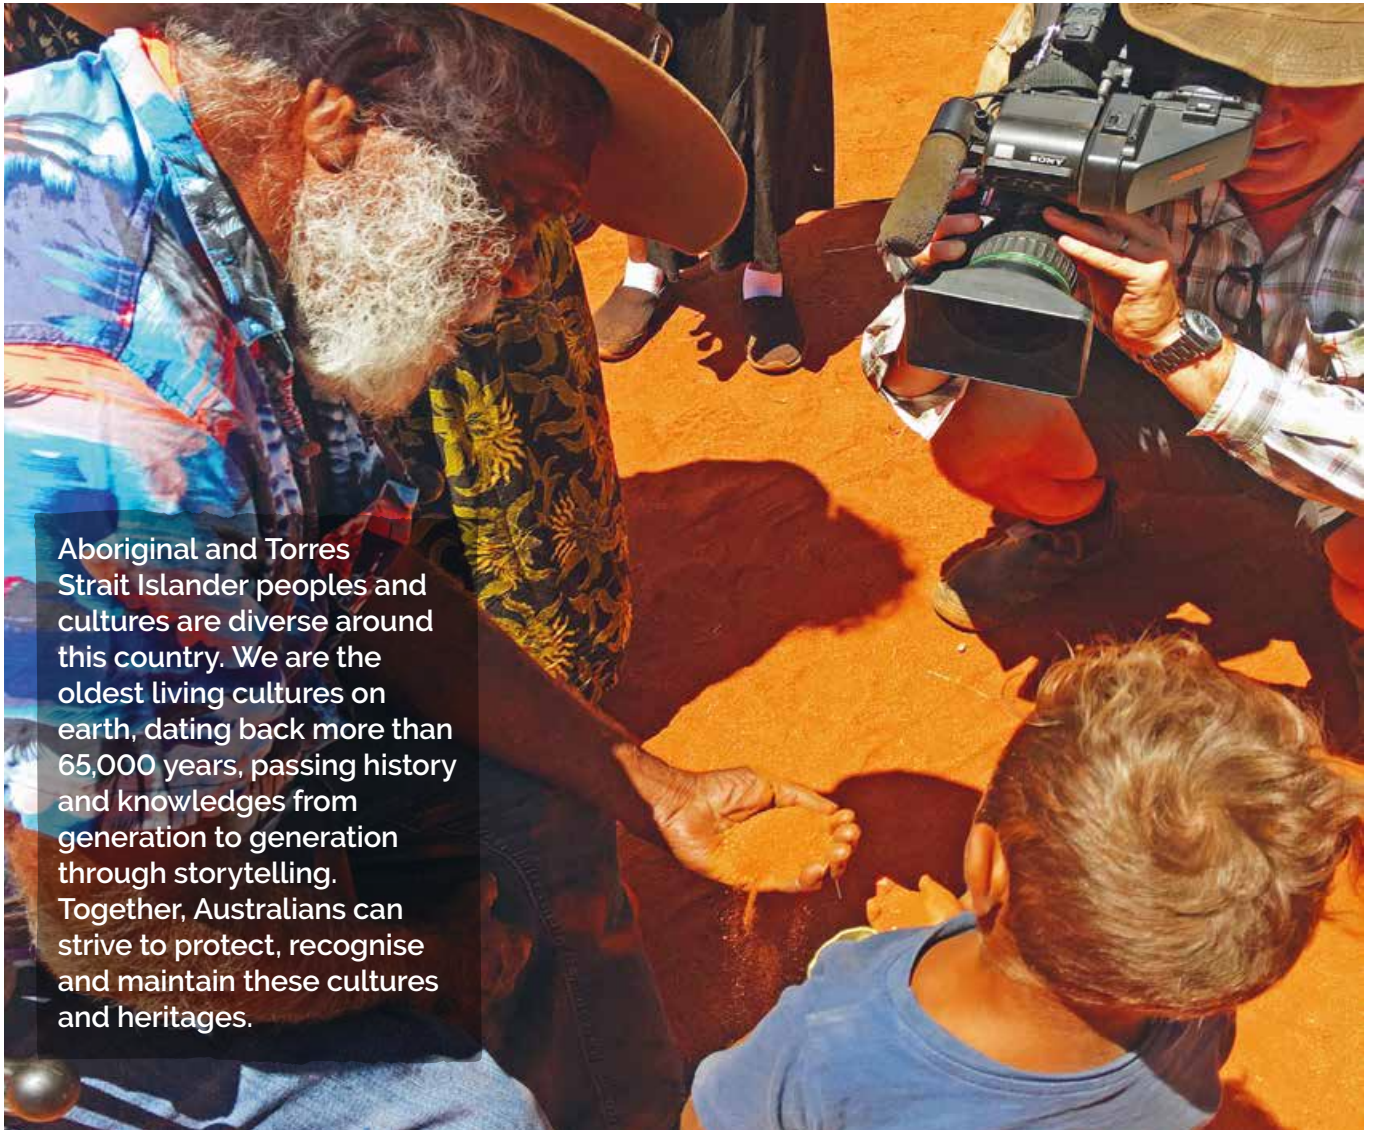 SONY
Aboriginal and Torres
Strait Islander peoples and
cultures are diverse around
this country. We are the
oldest living cultures on
earth, dating back more than
65,000 years, passing history
and knowledges from
generation to generation
through storytelling.
Together, Australians can
strive to protect, recognise
and maintain these cultures
and heritages.